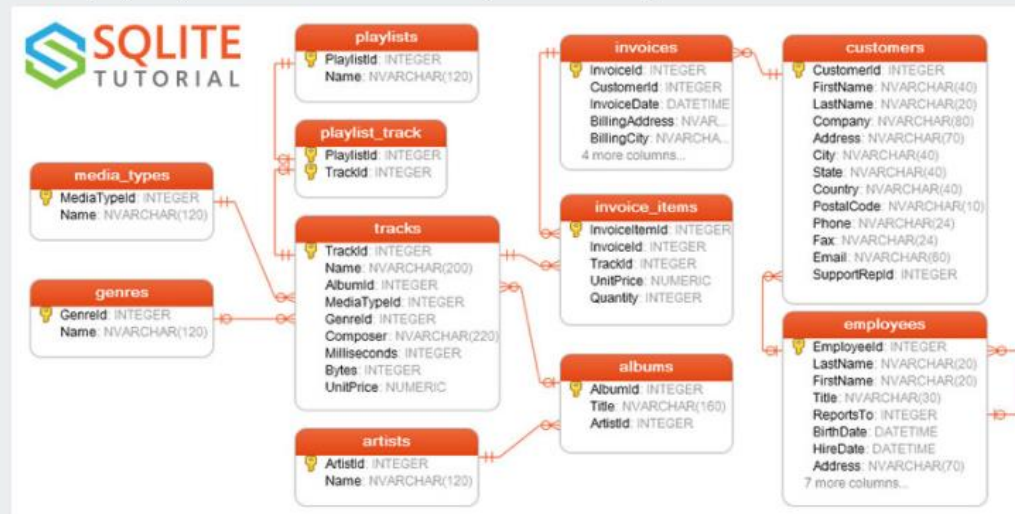 SQLITE
TUTORIAL
playlists
PlaylistId: INTEGER
Name: NVARCHAR(120)
playlist_track
PlaylistId: INTEGER
TrackId: INTEGER
media_types
MediaTypeId: INTEGER
Name: NVARCHAR(120)
genres
GenreId: INTEGER
Name: NVARCHAR(120)
tracks
TrackId: INTEGER
Name: NVARCHAR(200)
AlbumId: INTEGER
MediaTypeId: INTEGER
GenreId: INTEGER
Composer: NVARCHAR(220)
Milliseconds: INTEGER
Bytes: INTEGER
UnitPrice: NUMERIC
artists
ArtistId: INTEGER
Name: NVARCHAR(120)
invoices
InvoiceId: INTEGER
CustomerId: INTEGER
InvoiceDate: DATETIME
BillingAddress: NVAR...
BillingCity: NVARCHA...
4 more columns...
invoice_items
InvoiceItemId: INTEGER
InvoiceId: INTEGER
TrackId: INTEGER
UnitPrice: NUMERIC
Quantity: INTEGER
albums
AlbumId: INTEGER
Title: NVARCHAR(160)
ArtistId: INTEGER
customers
CustomerId: INTEGER
FirstName: NVARCHAR(40)
LastName: NVARCHAR(20)
Company: NVARCHAR(80)
Address: NVARCHAR(70)
City: NVARCHAR(40)
State: NVARCHAR(40)
Country: NVARCHAR(40)
PostalCode: NVARCHAR(10)
Phone: NVARCHAR(24)
Fax: NVARCHAR(24)
Email: NVARCHAR(60)
SupportRepId: INTEGER
employees
EmployeeId: INTEGER
LastName: NVARCHAR(20)
FirstName: NVARCHAR(20)
Title: NVARCHAR(30)
ReportsTo: INTEGER
BirthDate: DATETIME
HireDate: DATETIME
Address: NVARCHAR(70)
7 more columns...